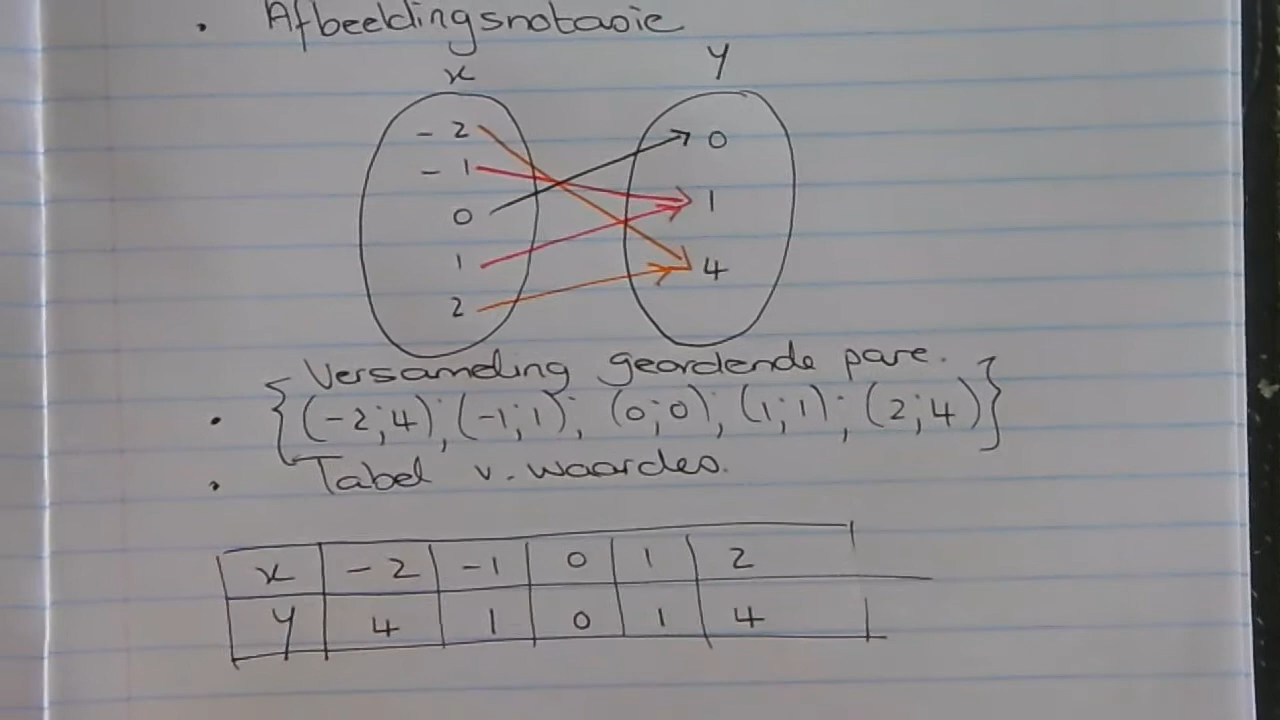 • Afbeeldingsnotasie
x y
-2 0
-1 1
0 4
1
2
Versameling geordende pare.
• {(-2;4);(-1;1); (0;0); (1;1); (2;4)}
• Tabel v. waardes.
x -2 -1 0 1 2
y 4 1 0 1 4